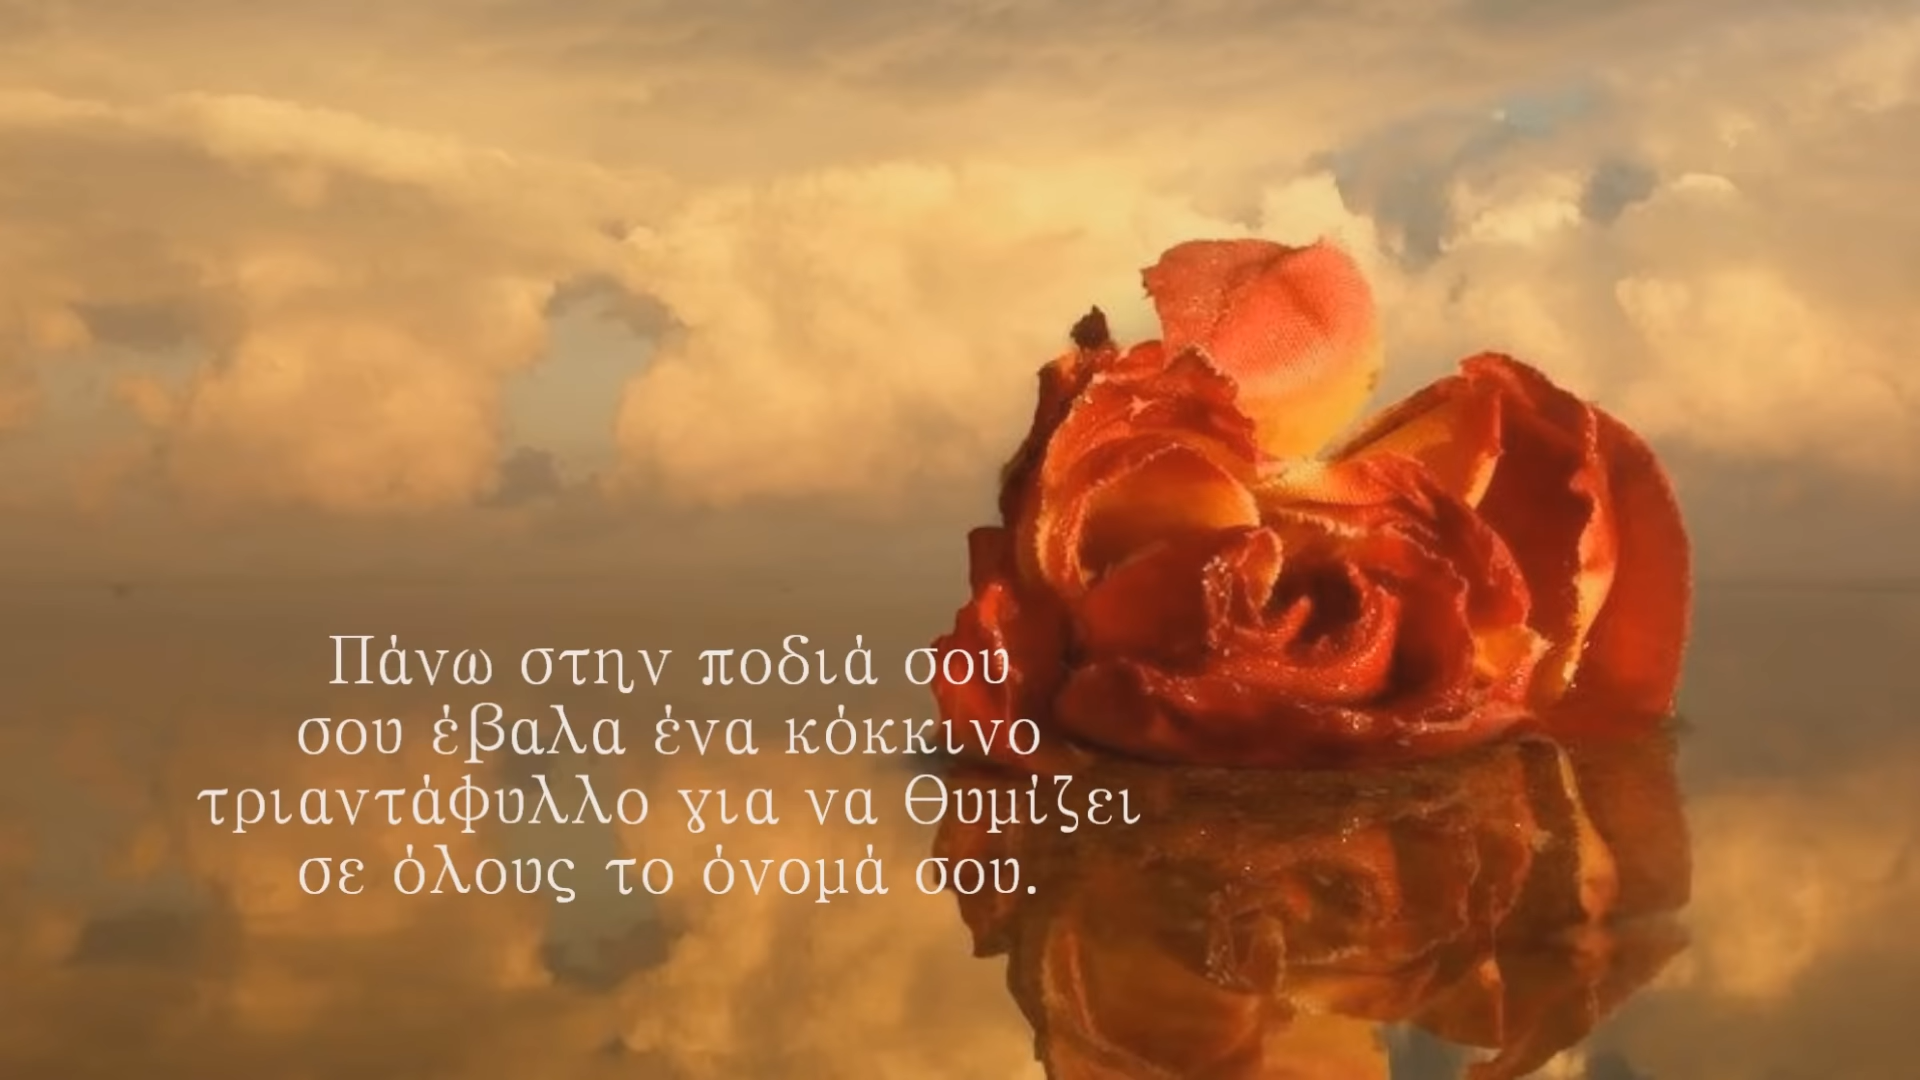 Πάνω στην ποδιά σου
σου έβαλα ένα κόκκινο
τριαντάφυλλο για να θυμίζει
σε όλους το όνομά σου.